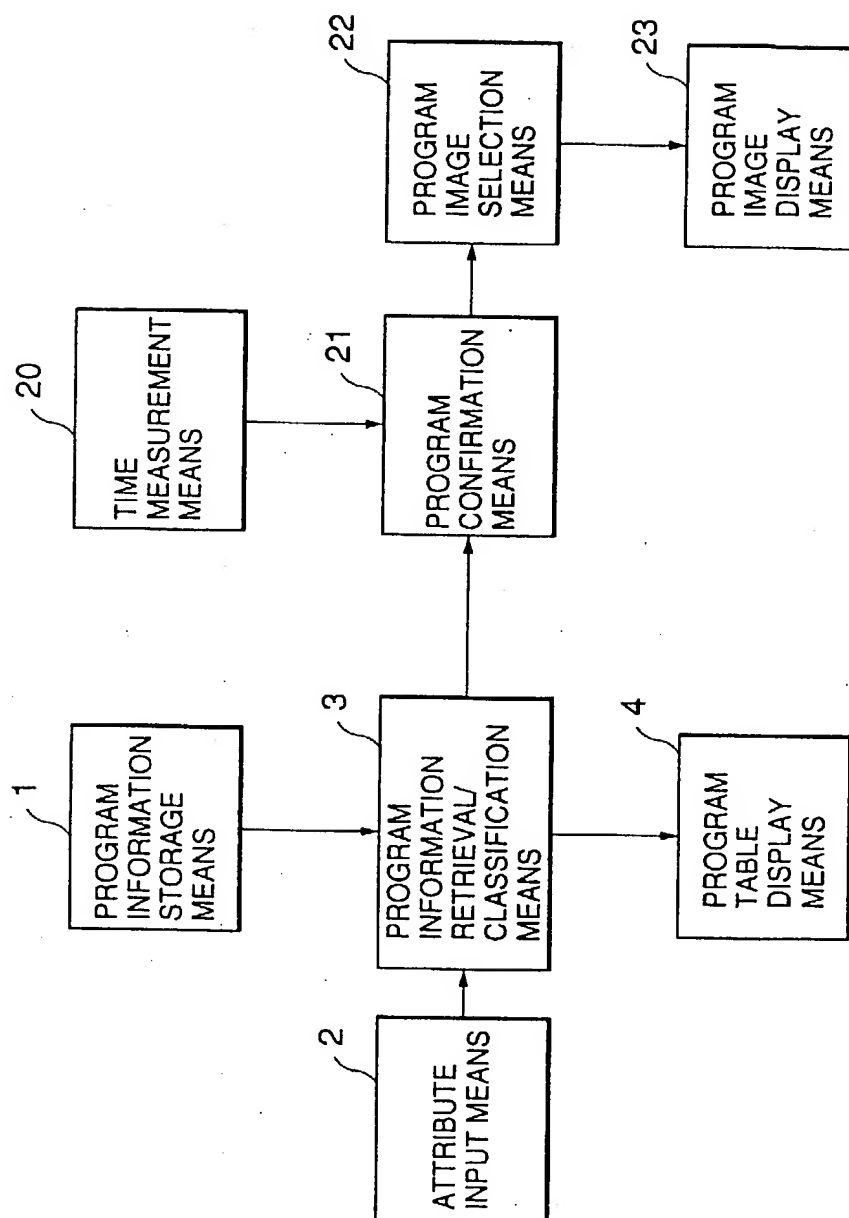 1
PROGRAM
INFORMATION
STORAGE
MEANS
2
ATTRIBUTE
INPUT MEANS
3
PROGRAM
INFORMATION
RETRIEVAL/
CLASSIFICATION
MEANS
4
PROGRAM
TABLE
DISPLAY
MEANS
20
TIME
MEASUREMENT
MEANS
21
PROGRAM
CONFIRMATION
MEANS
22
PROGRAM
IMAGE
SELECTION
MEANS
23
PROGRAM
IMAGE
DISPLAY
MEANS